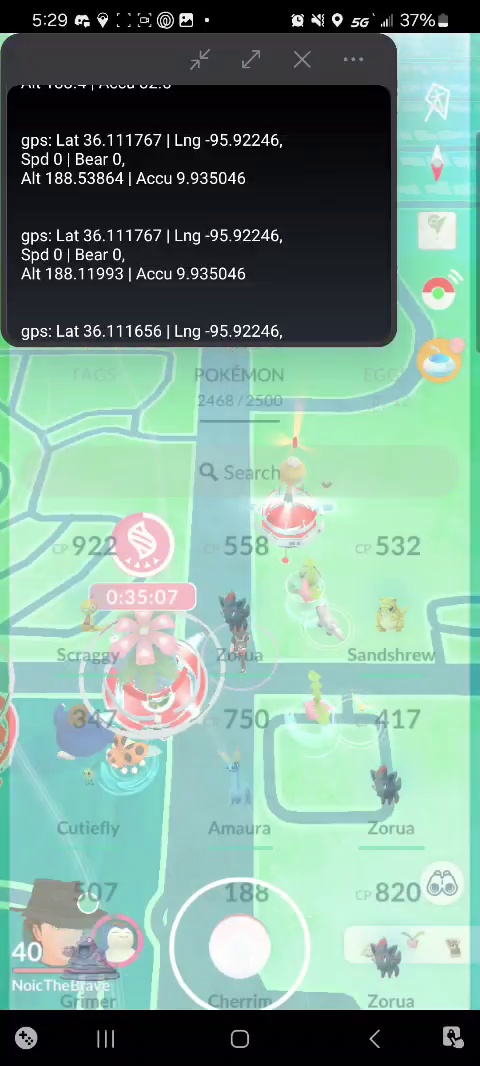 5:29
5G 37%
Alt 188.4 | Accu 82.8
gps: Lat 36.111767 | Lng -95.92246,
Spd 0 | Bear 0,
Alt 188.53864 | Accu 9.935046
gps: Lat 36.111767 | Lng -95.92246,
Spd 0 | Bear 0,
Alt 188.11993 | Accu 9.935046
gps: Lat 36.111656 | Lng -95.92246,
TAGS POKÉMON EGGS
2468 / 2500
Search
CP 922 CP 558 CP 532
0:35:07
Scraggy Zorua Sandshrew
347 750 417
Cutiefly Amaura Zorua
507 188 CP 820
40
NoicTheBrave
Grimer Cherrim Zorua